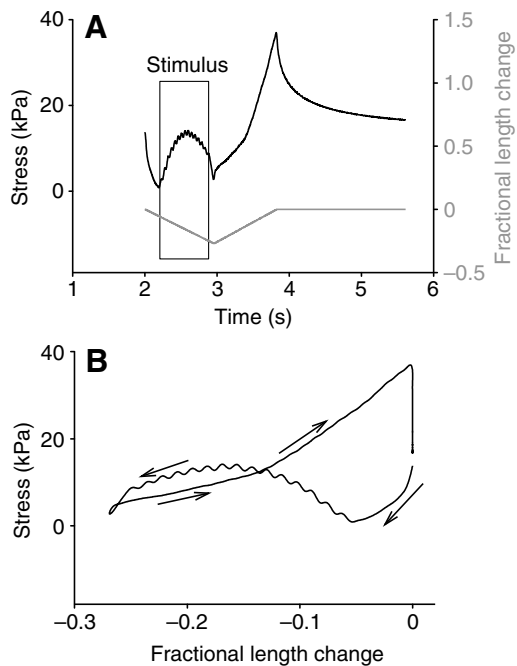 A
Stimulus
Stress (kPa)
40
20
0
1.5
1.0
0.5
0
–0.5
Fractional length change
1 2 3 4 5 6
Time (s)
B
Stress (kPa)
40
20
0
–0.3 –0.2 –0.1 0
Fractional length change